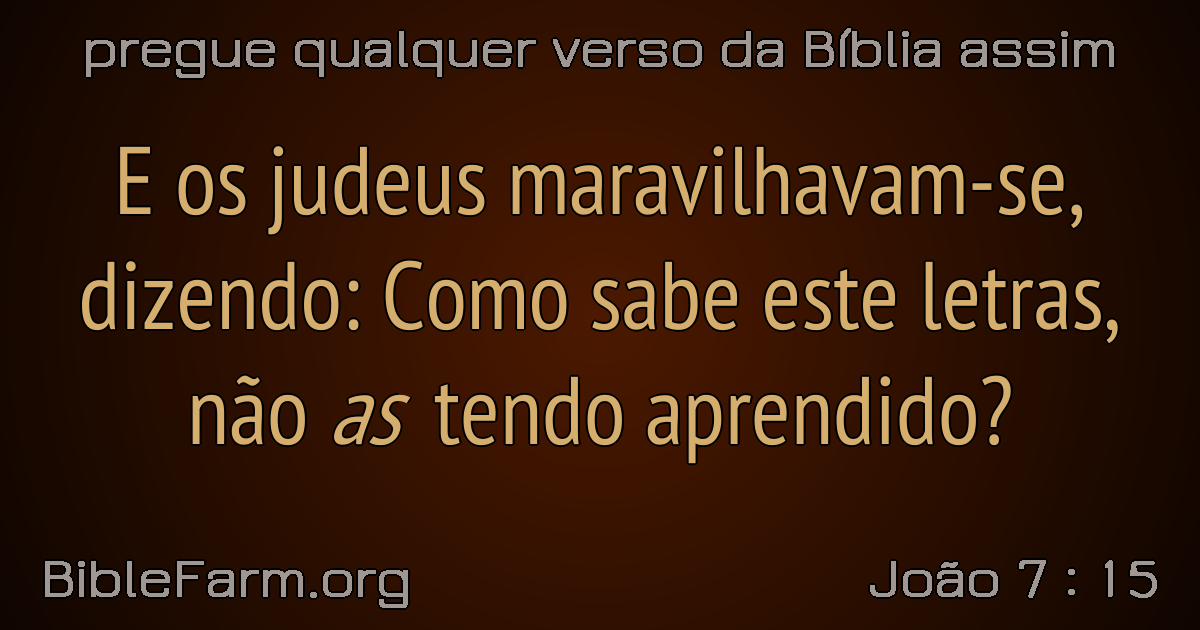 pregue qualquer verso da Bíblia assim
E os judeus maravilhavam-se,
dizendo: Como sabe este letras,
não as tendo aprendido?
BibleFarm.org
João 7 : 15